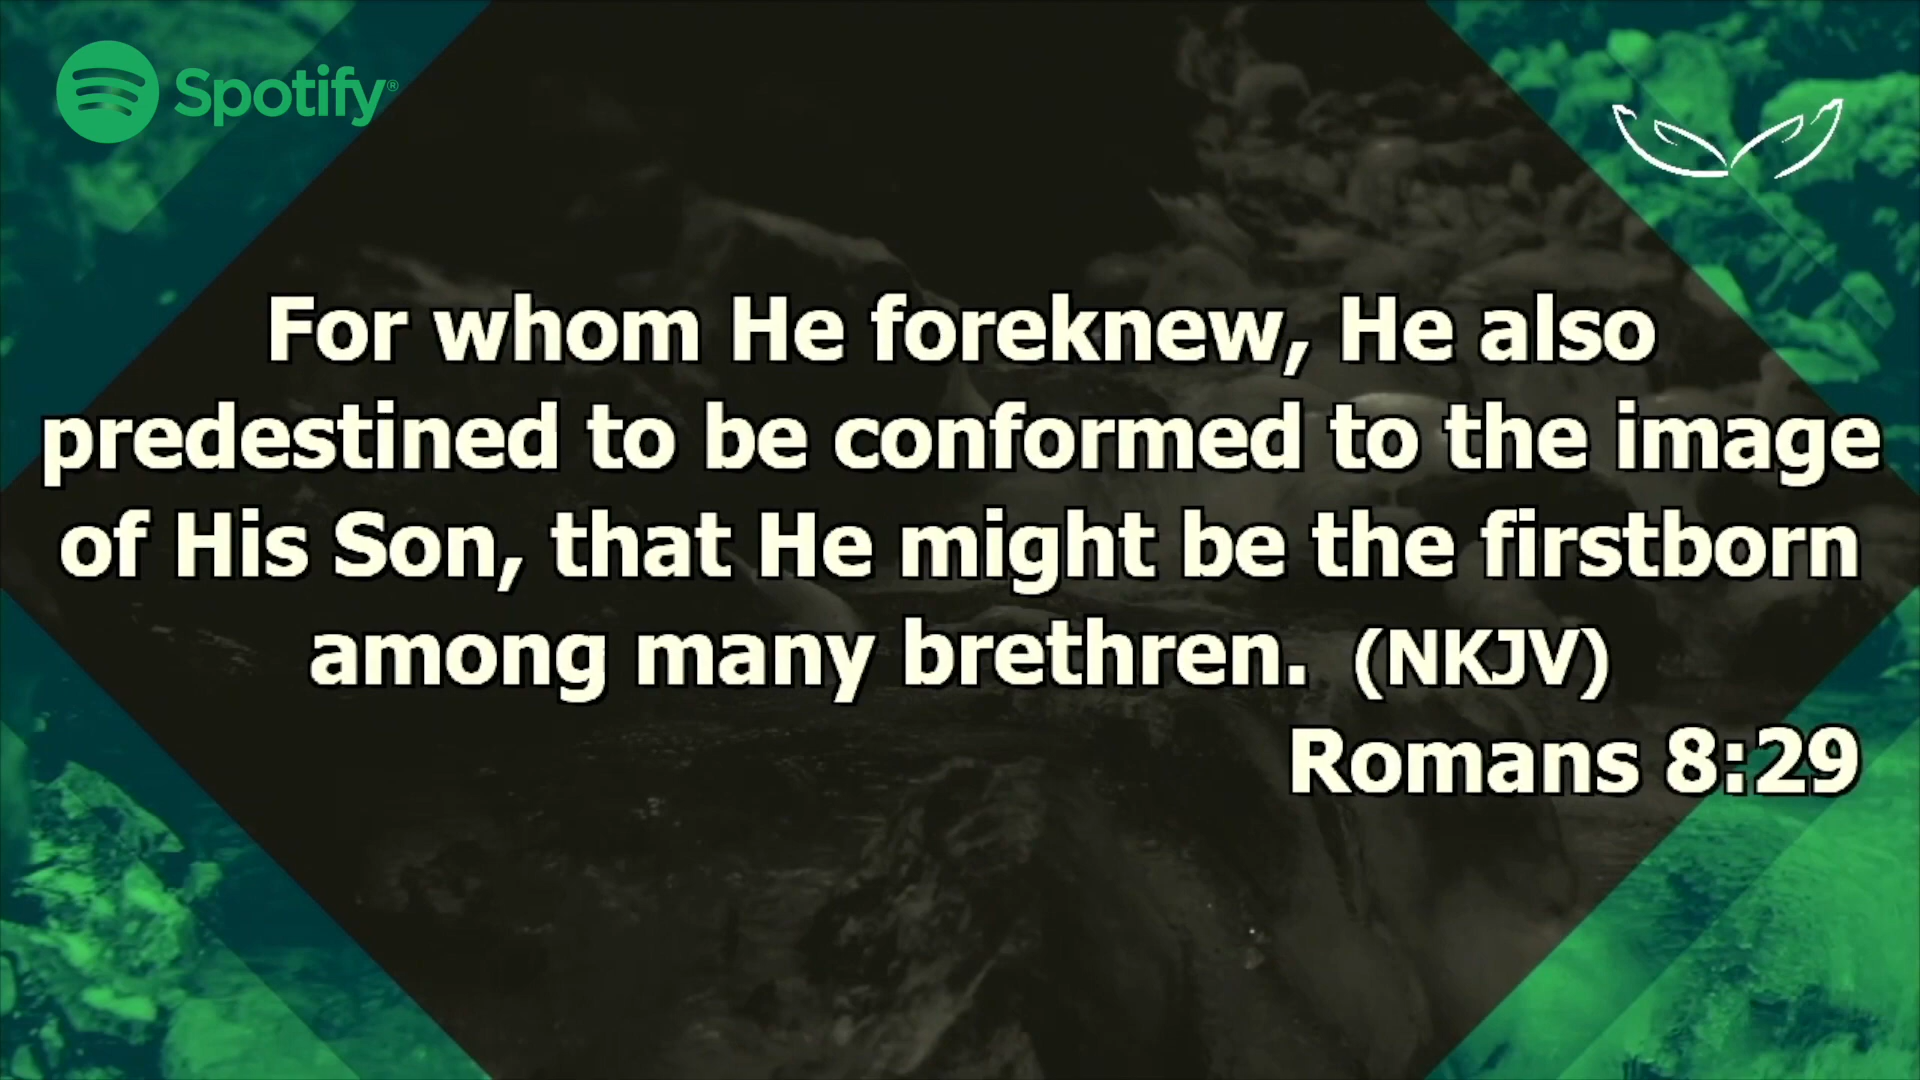 Spotify®
For whom He foreknew, He also
predestined to be conformed to the image
of His Son, that He might be the firstborn
among many brethren. (NKJV)
Romans 8:29